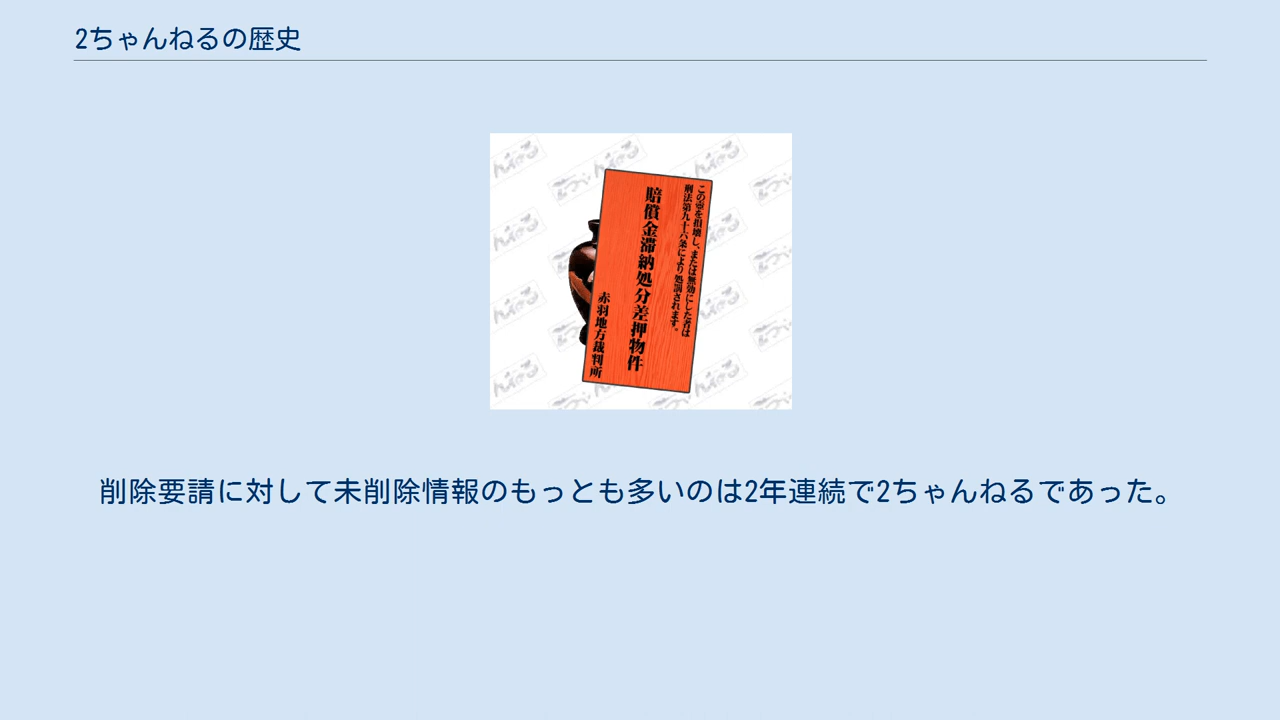 2ちゃんねるの歴史
この壺を損壊し、または無効にした者は
刑法第九十六条により処罰されます。
賠償金滞納処分差押物件
赤羽地方裁判所
削除要請に対して未削除情報のもっとも多いのは2年連続で2ちゃんねるであった。